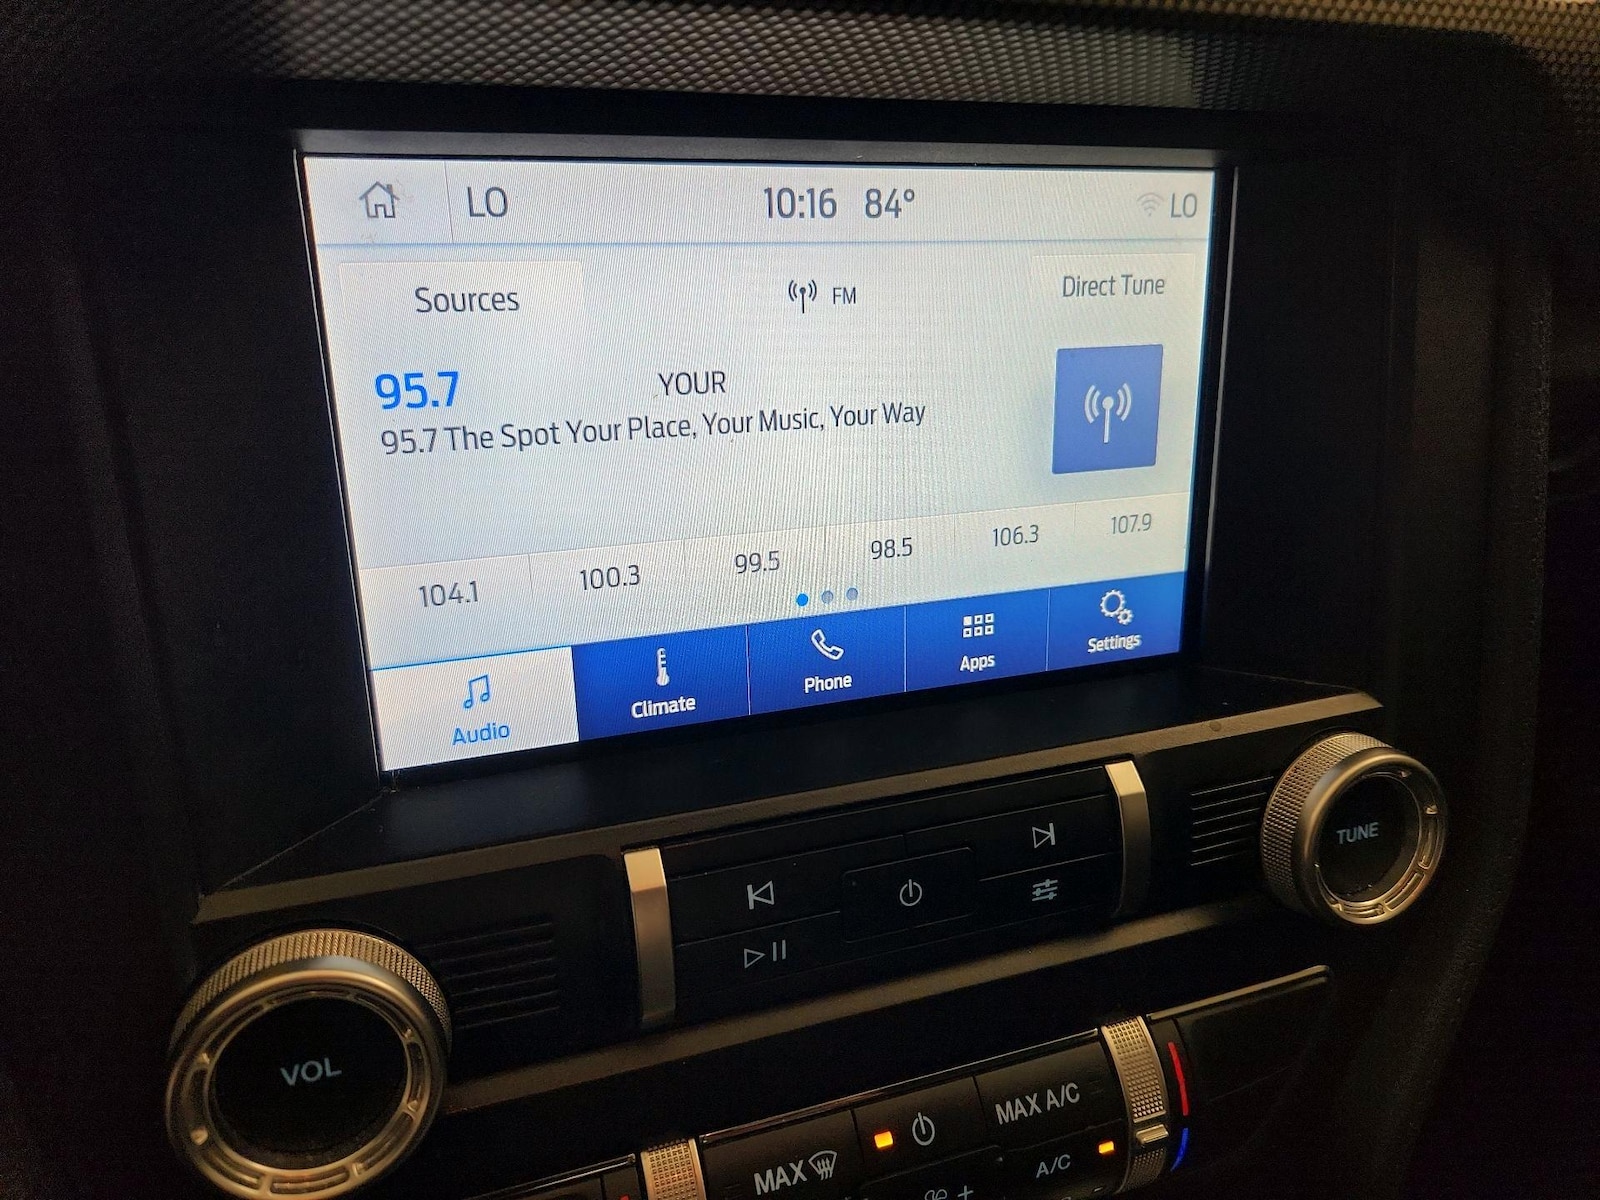 LO 10:16 84° LO
Sources FM Direct Tune
95.7 YOUR
95.7 The Spot Your Place, Your Music, Your Way
104.1 100.3 99.5 98.5 106.3 107.9
Audio Climate Phone Apps Settings
TUNE
VOL
MAX A/C
MAX A/C